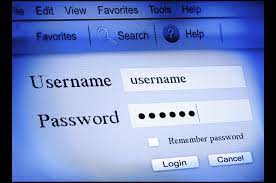 Edit View Favorites Tools Help
Favorites Search ? Help
Username username
Password ●●●●●●
Remember password
Login Cancel